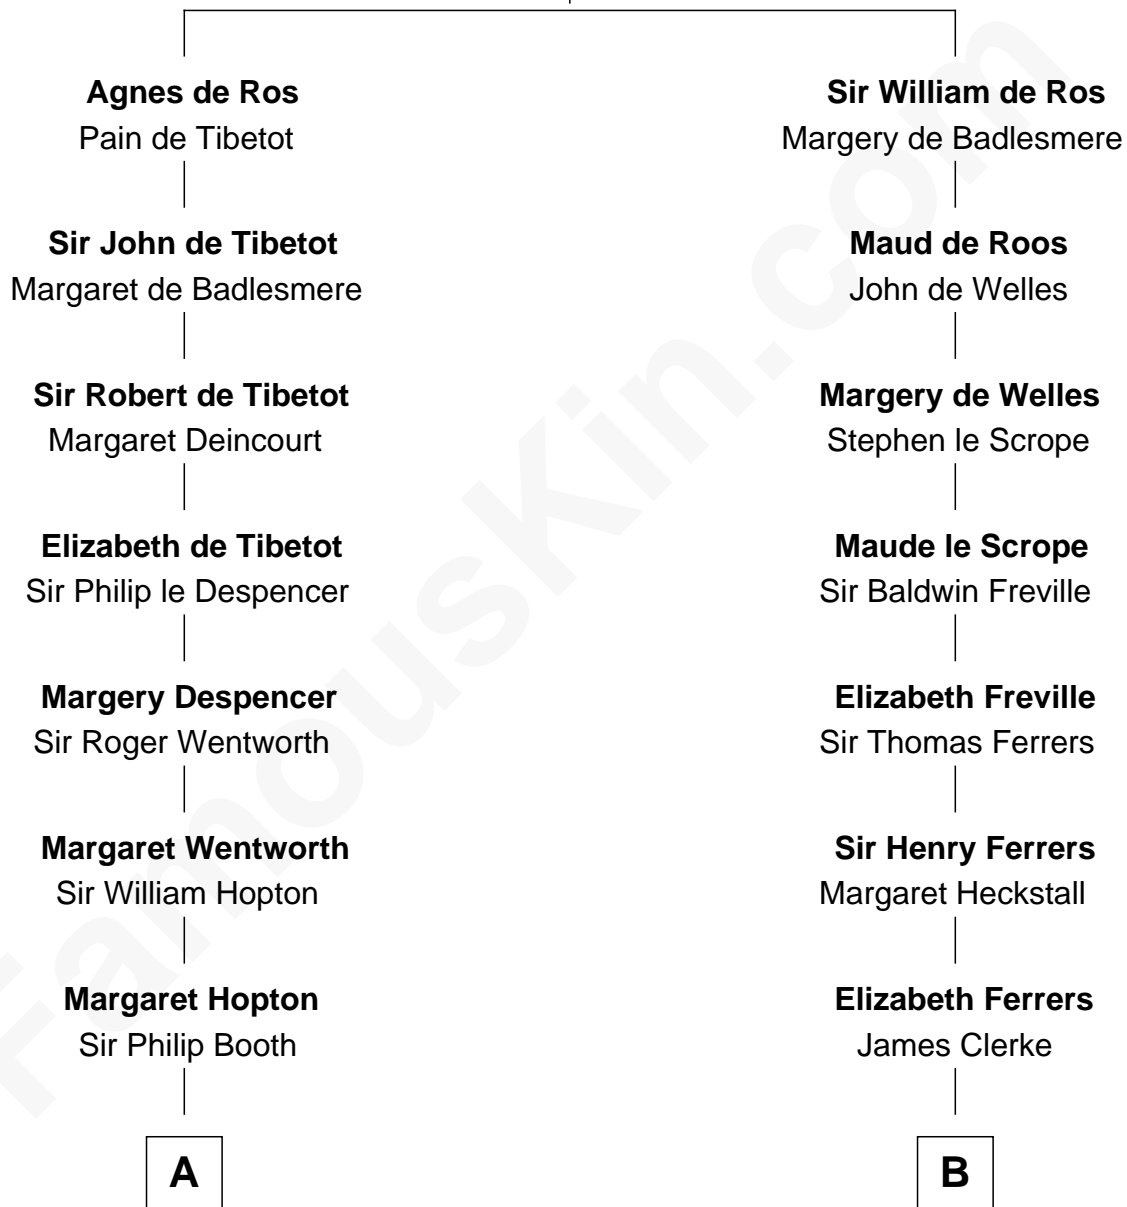 Agnes de Ros
Pain de Tibetot
Sir John de Tibetot
Margaret de Badlesmere
Sir Robert de Tibetot
Margaret Deincourt
Elizabeth de Tibetot
Sir Philip le Despencer
Margery Despencer
Sir Roger Wentworth
Margaret Wentworth
Sir William Hopton
Margaret Hopton
Sir Philip Booth
A
Sir William de Ros
Margery de Badlesmere
Maud de Roos
John de Welles
Margery de Welles
Stephen le Scrope
Maude le Scrope
Sir Baldwin Freville
Elizabeth Freville
Sir Thomas Ferrers
Sir Henry Ferrers
Margaret Heckstall
Elizabeth Ferrers
James Clerke
B
FamousKin.com